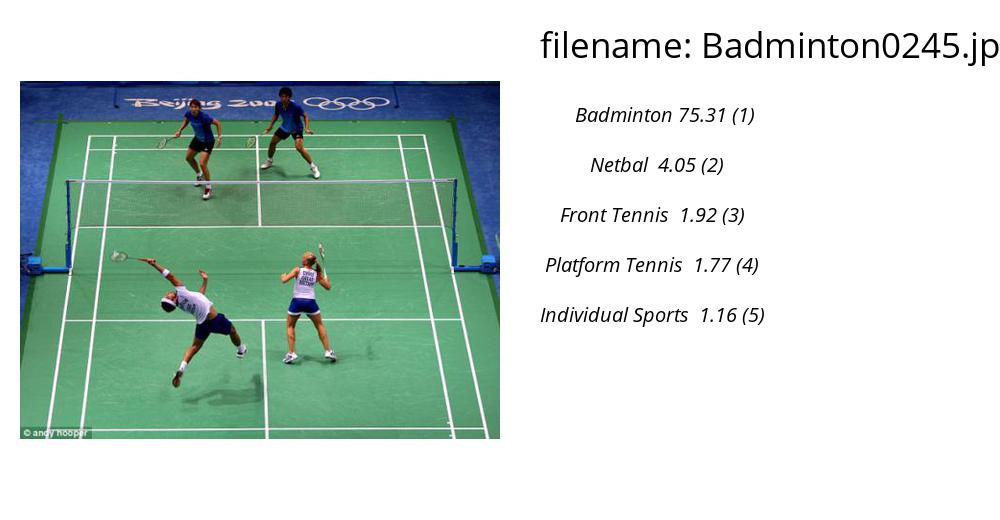 filename: Badminton0245.jp
Badminton 75.31 (1)
Netbal 4.05 (2)
Front Tennis 1.92 (3)
Platform Tennis 1.77 (4)
Individual Sports 1.16 (5)
Beijing 200
© andy hooper